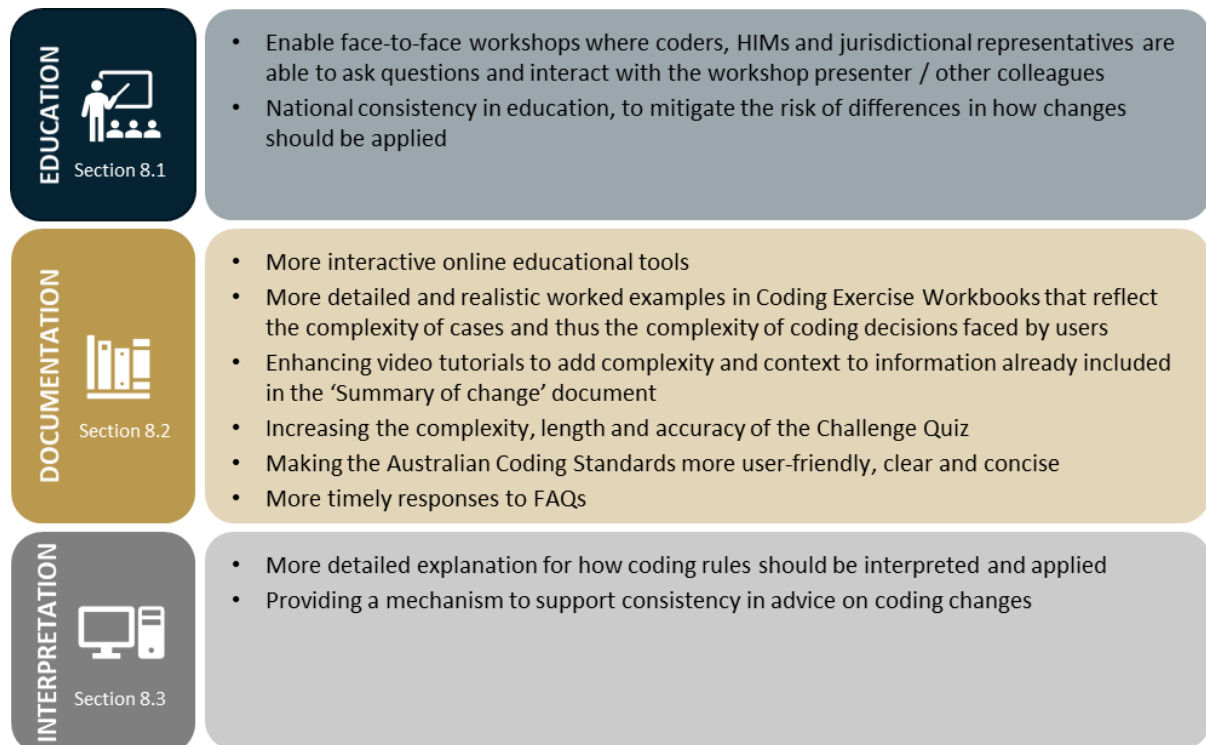 EDUCATION
Section 8.1
• Enable face-to-face workshops where coders, HIMs and jurisdictional representatives are
able to ask questions and interact with the workshop presenter / other colleagues
• National consistency in education, to mitigate the risk of differences in how changes
should be applied
DOCUMENTATION
Section 8.2
• More interactive online educational tools
• More detailed and realistic worked examples in Coding Exercise Workbooks that reflect
the complexity of cases and thus the complexity of coding decisions faced by users
• Enhancing video tutorials to add complexity and context to information already included
in the ‘Summary of change’ document
• Increasing the complexity, length and accuracy of the Challenge Quiz
• Making the Australian Coding Standards more user-friendly, clear and concise
• More timely responses to FAQs
INTERPRETATION
Section 8.3
• More detailed explanation for how coding rules should be interpreted and applied
• Providing a mechanism to support consistency in advice on coding changes